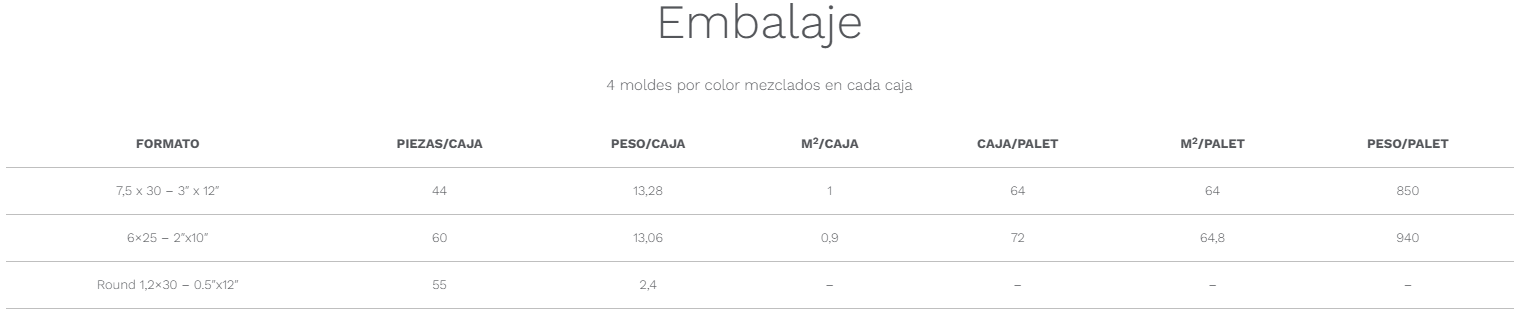 Embalaje
4 moldes por color mezclados en cada caja
FORMATO PIEZAS/CAJA PESO/CAJA M²/CAJA CAJA/PALET M²/PALET PESO/PALET
7,5 x 30 – 3″ x 12″ 44 13,28 1 64 64 850
6×25 – 2″x10″ 60 13,06 0,9 72 64,8 940
Round 1,2×30 – 0.5″x12″ 55 2,4 – – – –